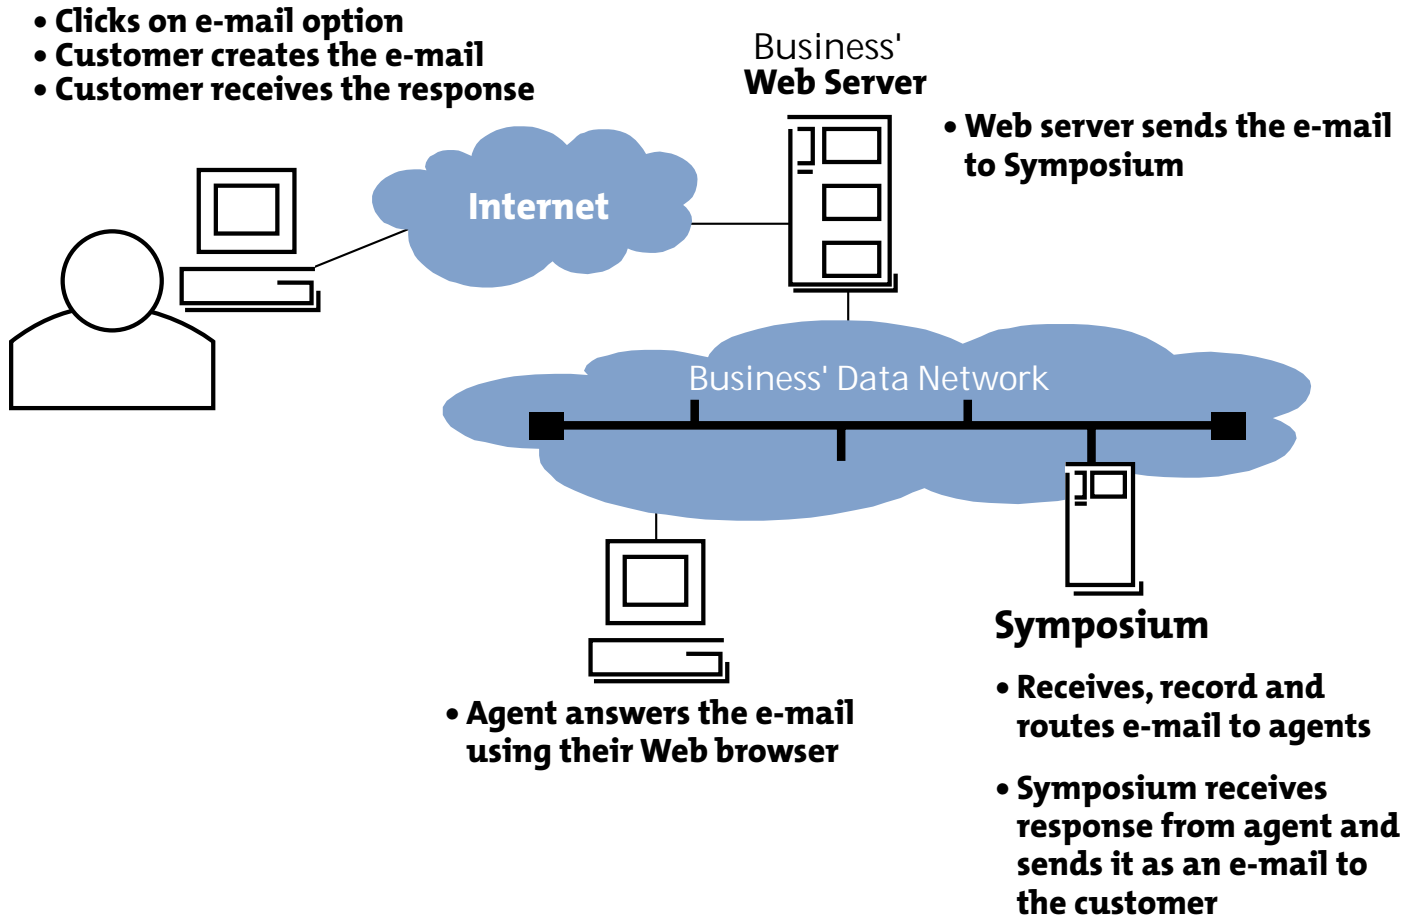 • Clicks on e-mail option
• Customer creates the e-mail
• Customer receives the response
Business'
Web Server
• Web server sends the e-mail
to Symposium
Internet
Business' Data Network
Symposium
• Receives, record and
routes e-mail to agents
• Symposium receives
response from agent and
sends it as an e-mail to
the customer
• Agent answers the e-mail
using their Web browser